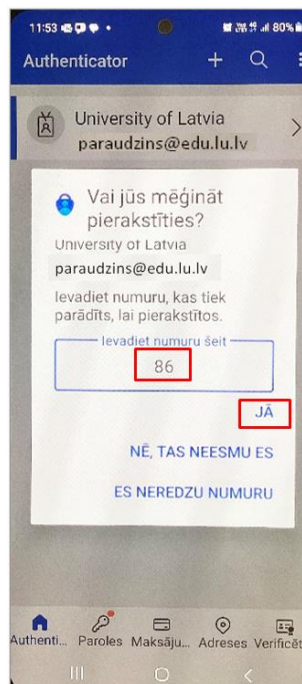 11:53 80%
Authenticator
University of Latvia
paraudzins@edu.lu.lv
Vai jūs mēģināt
pierakstīties?
University of Latvia
paraudzins@edu.lu.lv
Ievadiet numuru, kas tiek
parādīts, lai pierakstītos.
Ievadiet numuru šeit
86
JĀ
NĒ, TAS NEESMU ES
ES NEREDZU NUMURU
Authenti... Paroles Maksāju... Adreses Verificēt